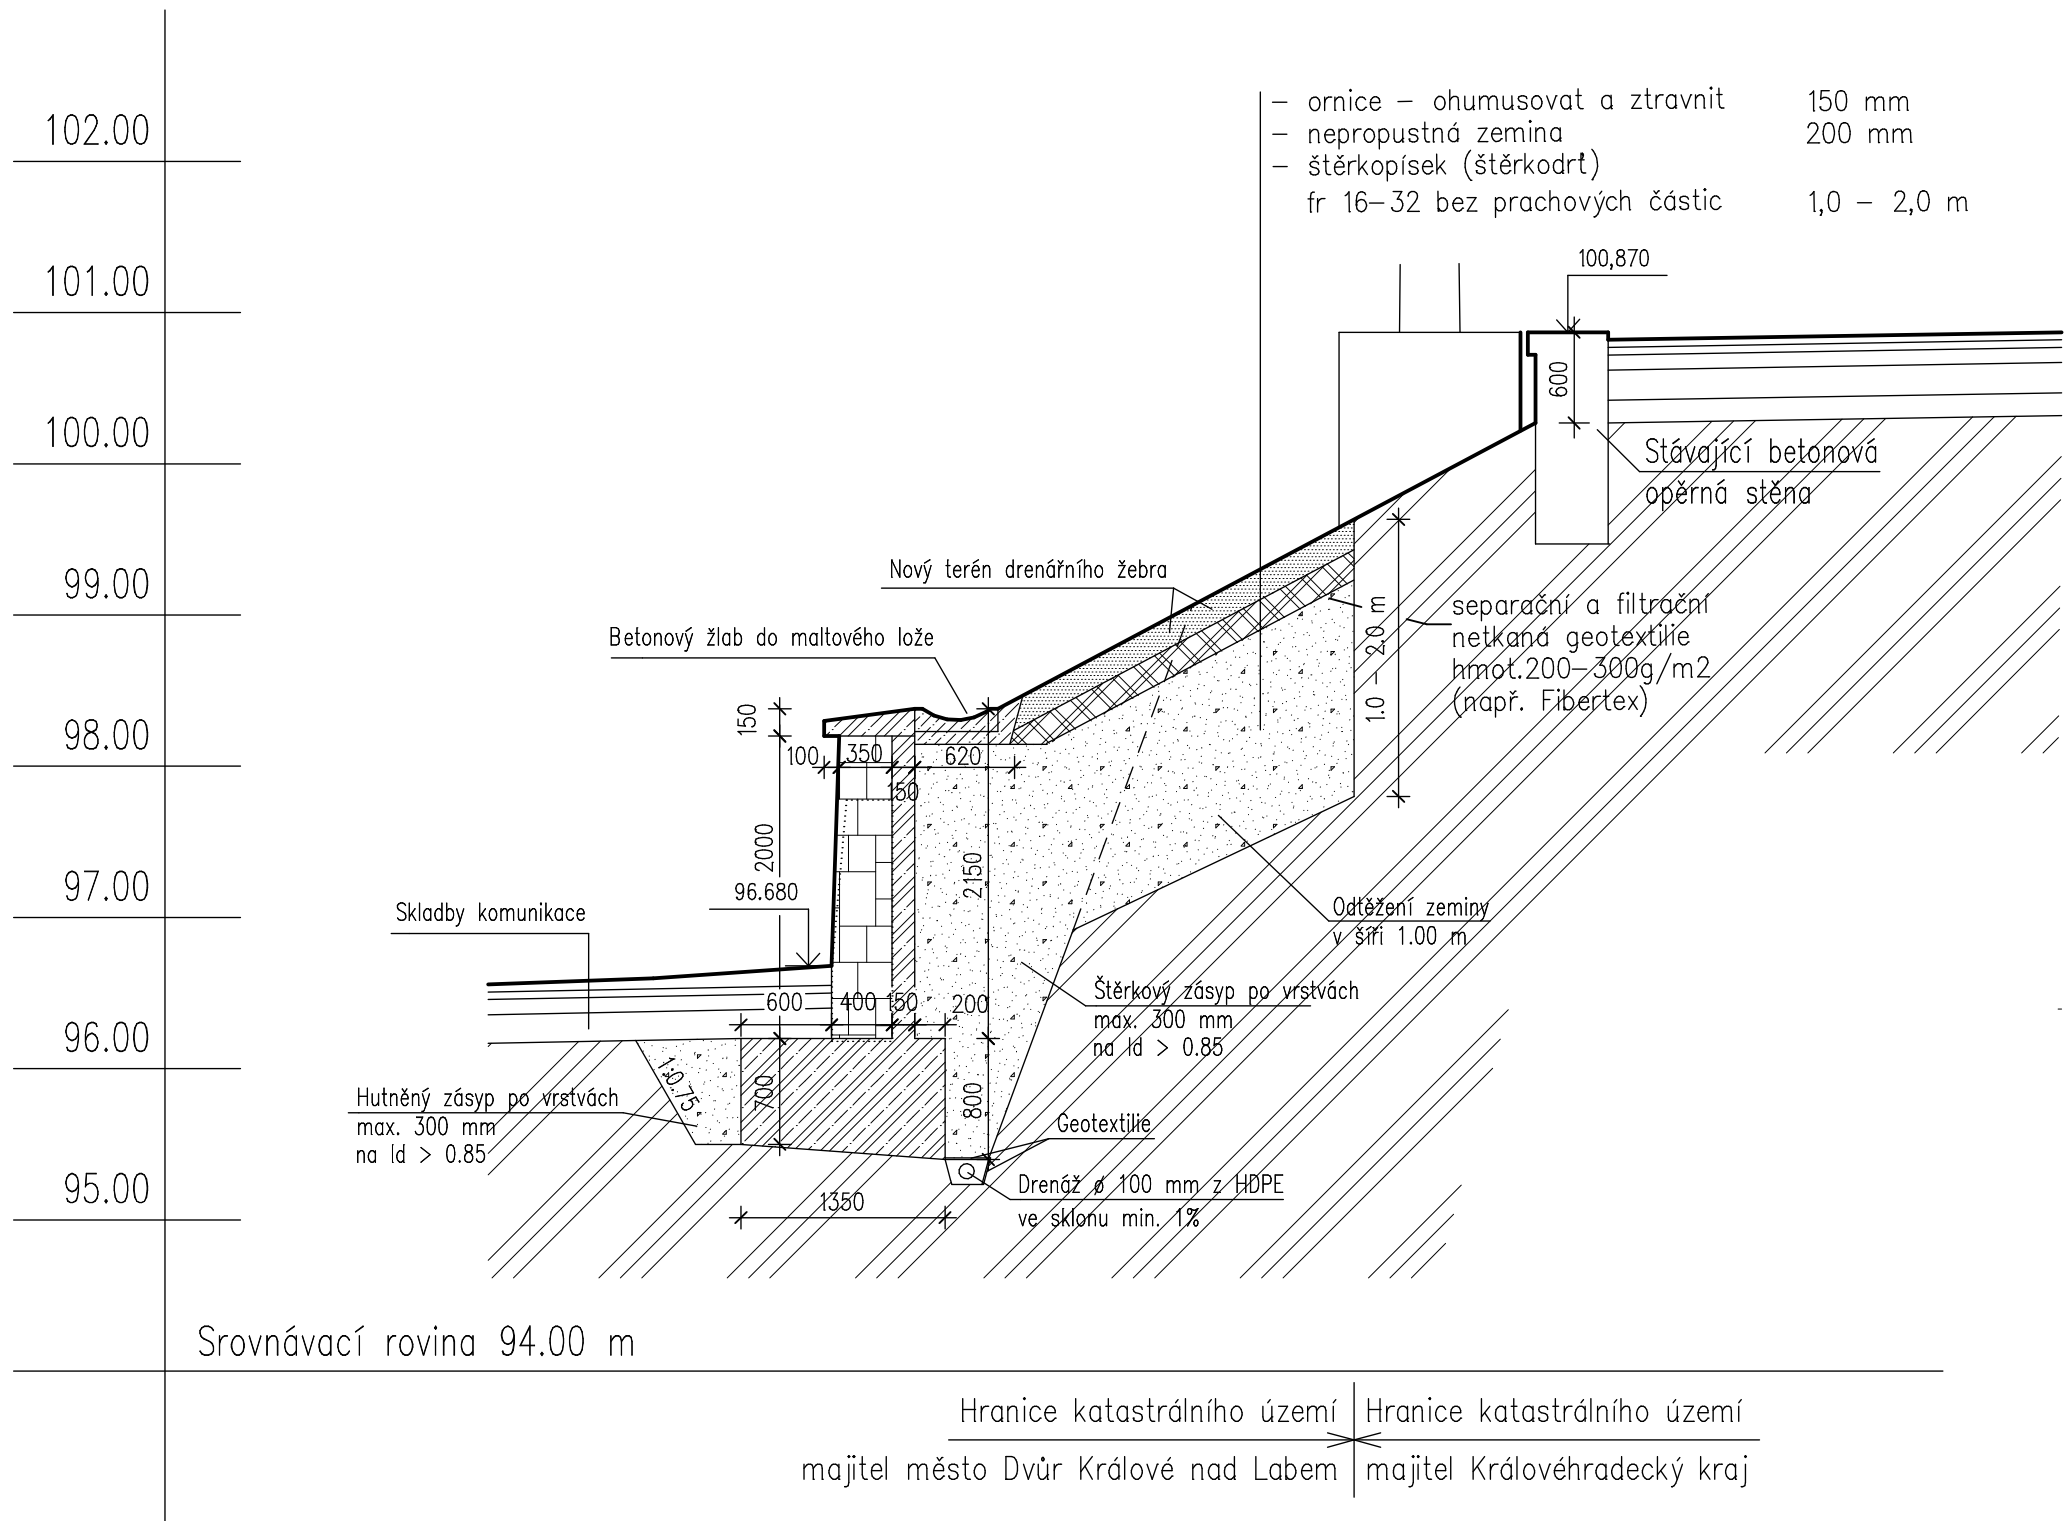 – ornice – ohumusovat a ztravnit 150 mm
– nepropustná zemina 200 mm
– štěrkopísek (štěrkodrť)
fr 16–32 bez prachových částic 1,0 – 2,0 m
102.00
101.00
100.00
99.00
98.00
97.00
96.00
95.00
100,870
600
Stávající betonová
opěrná stěna
Nový terén drenářního žebra
Betonový žlab do maltového lože
1.0 – 2,0 m
separační a filtrační
netkaná geotextilie
hmot.200–300g/m2
(např. Fibertex)
150
100
350
620
150
2000
2150
96.680
Skladby komunikace
Odtěžení zeminy
v šíři 1.00 m
600
400
150
200
Štěrkový zásyp po vrstvách
max. 300 mm
na Id > 0.85
1:0.75
700
800
Hutněný zásyp po vrstvách
max. 300 mm
na Id > 0.85
Geotextilie
Drenáž ø 100 mm z HDPE
ve sklonu min. 1%
1350
Srovnávací rovina 94.00 m
Hranice katastrálního území
Hranice katastrálního území
majitel město Dvůr Králové nad Labem
majitel Královéhradecký kraj